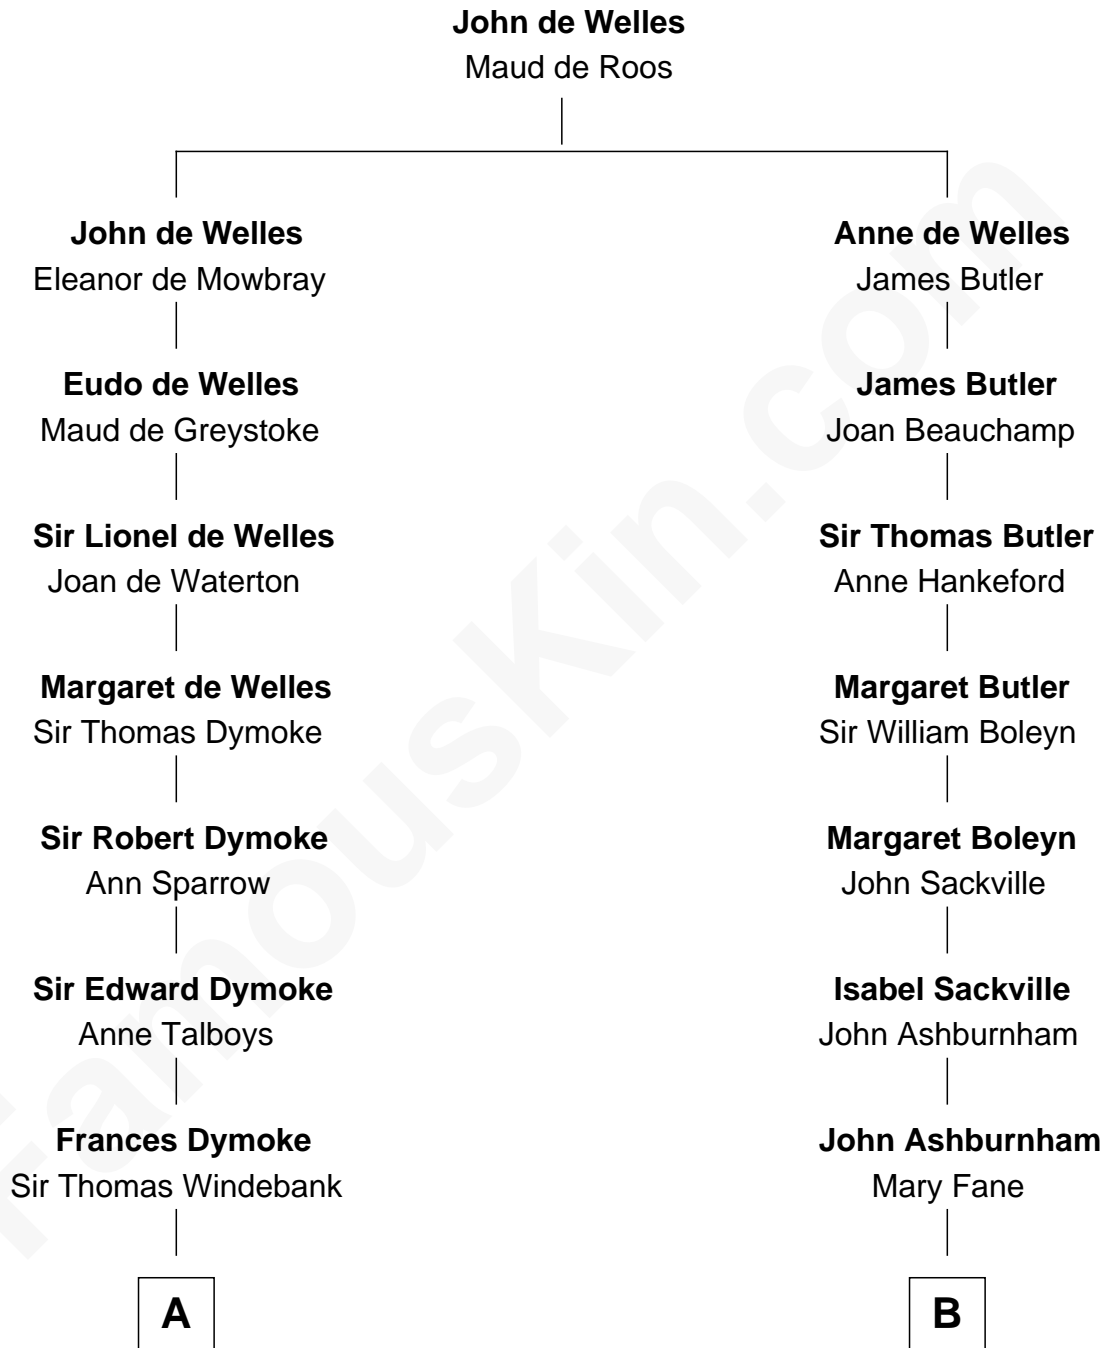 John de Welles
Maud de Roos
John de Welles
Eleanor de Mowbray
Eudo de Welles
Maud de Greystoke
Sir Lionel de Welles
Joan de Waterton
Margaret de Welles
Sir Thomas Dymoke
Sir Robert Dymoke
Ann Sparrow
Sir Edward Dymoke
Anne Talboys
Frances Dymoke
Sir Thomas Windebank
A
Anne de Welles
James Butler
James Butler
Joan Beauchamp
Sir Thomas Butler
Anne Hankeford
Margaret Butler
Sir William Boleyn
Margaret Boleyn
John Sackville
Isabel Sackville
John Ashburnham
John Ashburnham
Mary Fane
B
FamousKin.com